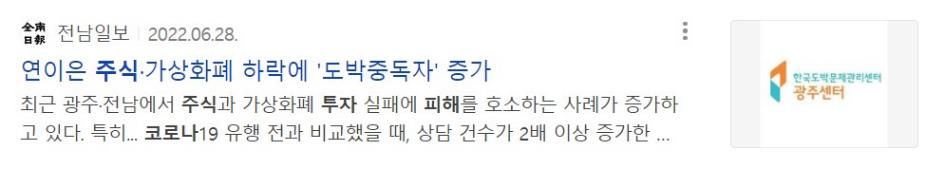 全南
日報
전남일보 2022.06.28.
연이은 주식·가상화폐 하락에 '도박중독자' 증가
최근 광주·전남에서 주식과 가상화폐 투자 실패에 피해를 호소하는 사례가 증가하
고 있다. 특히... 코로나19 유행 전과 비교했을 때, 상담 건수가 2배 이상 증가한 ...
한국도박문제관리센터
광주센터